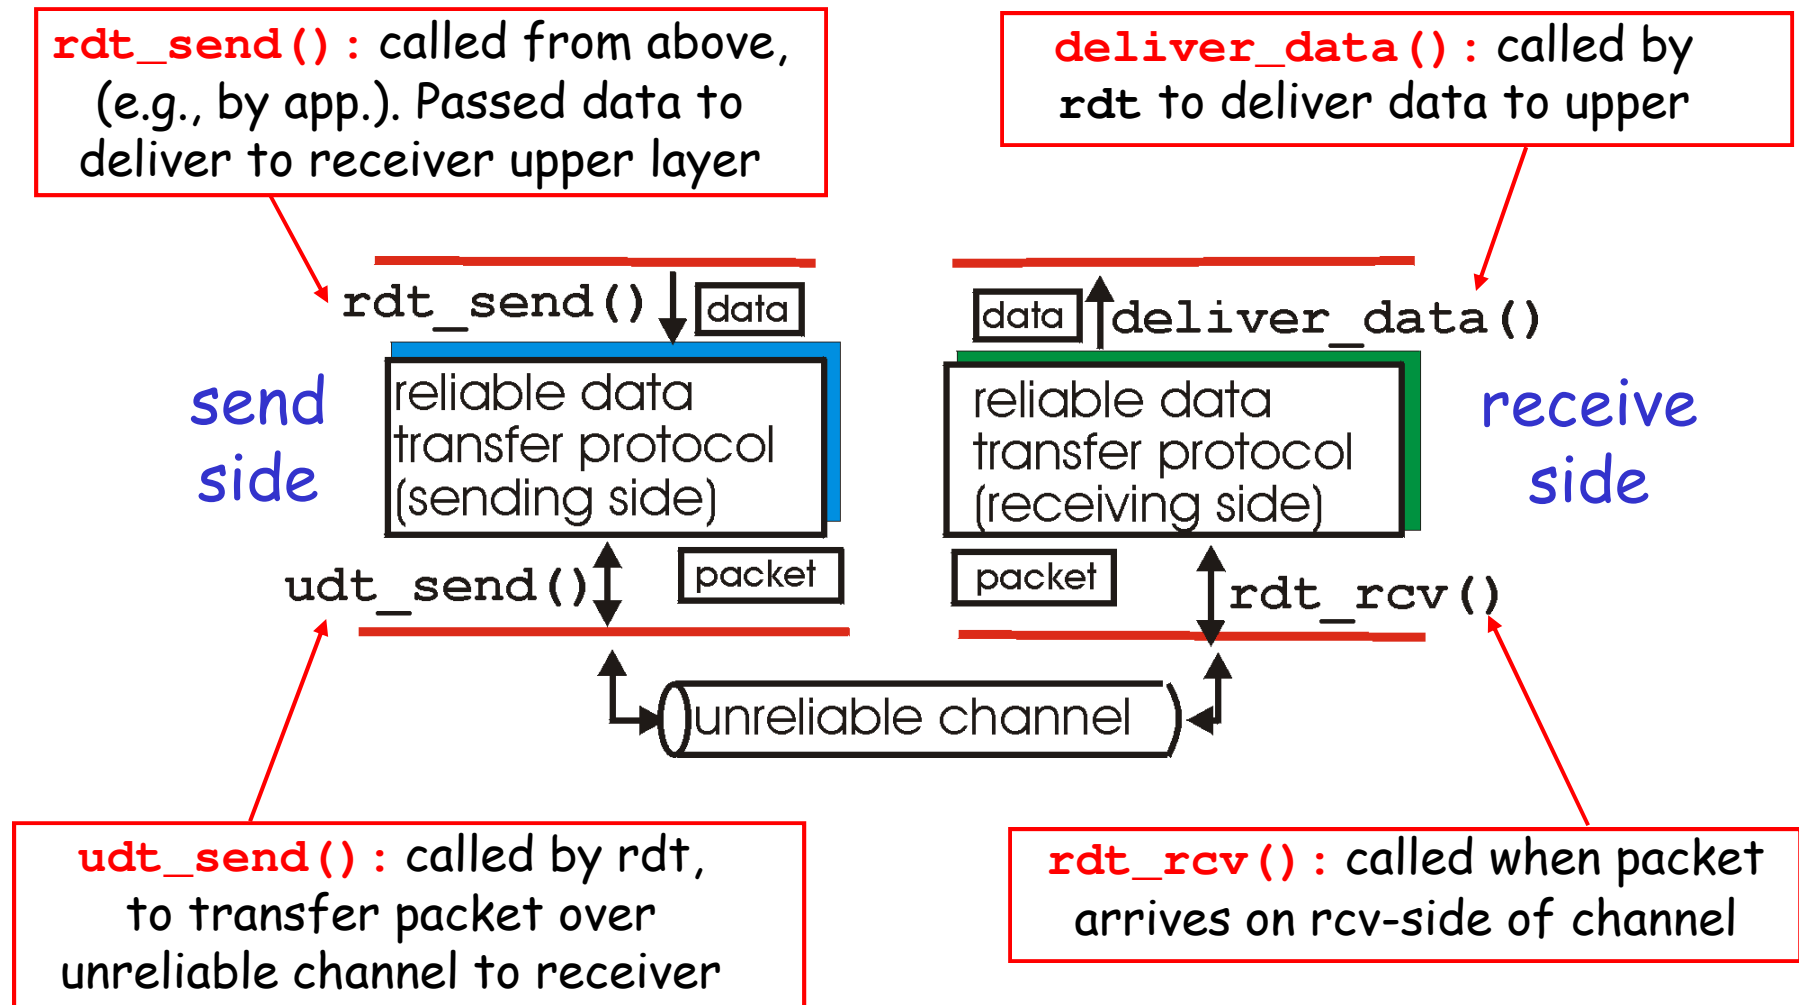 rdt_send(): called from above,
(e.g., by app.). Passed data to
deliver to receiver upper layer
deliver_data(): called by
rdt to deliver data to upper
rdt_send()
data
data
deliver_data()
send
side
reliable data
transfer protocol
(sending side)
reliable data
transfer protocol
(receiving side)
receive
side
udt_send()
packet
packet
rdt_rcv()
unreliable channel
udt_send(): called by rdt,
to transfer packet over
unreliable channel to receiver
rdt_rcv(): called when packet
arrives on rcv-side of channel